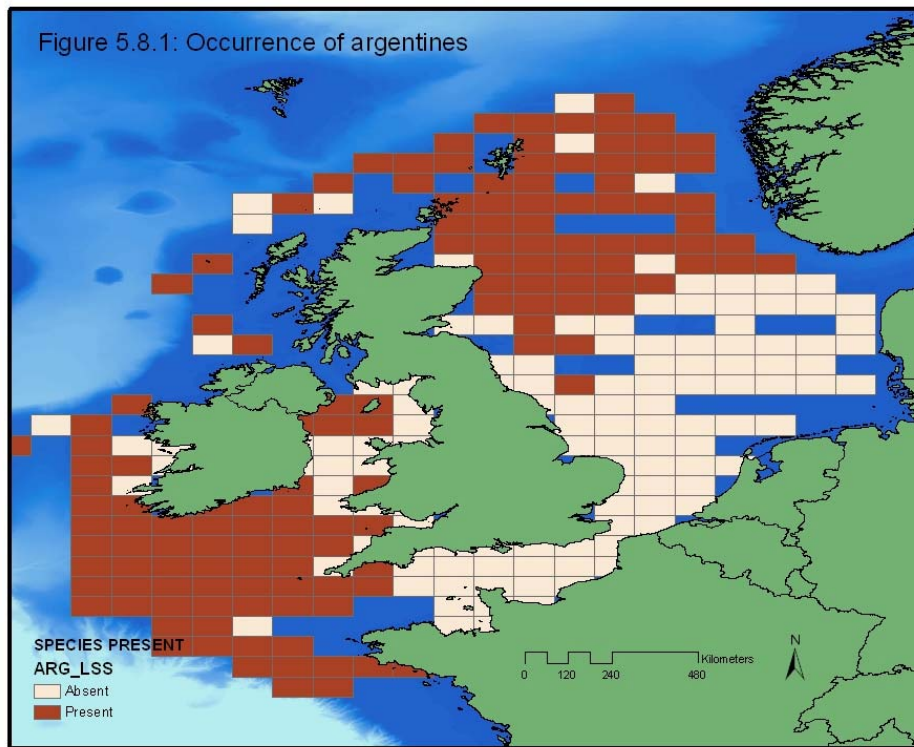 Figure 5.8.1: Occurrence of argentines
SPECIES PRESENT
ARG_LSS
Absent
Present
N
Kilometers
0 120 240 480